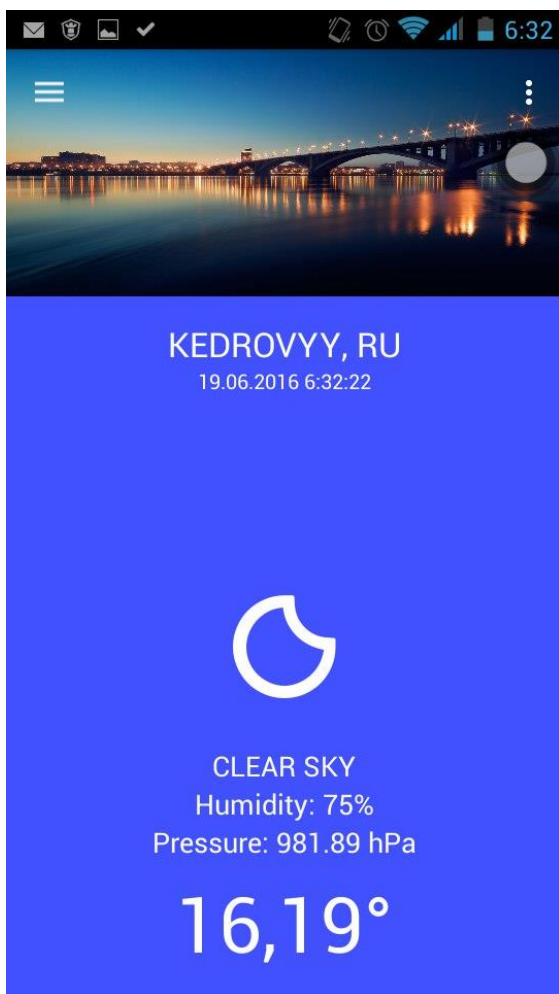 6:32
KEDROVYY, RU
19.06.2016 6:32:22
CLEAR SKY
Humidity: 75%
Pressure: 981.89 hPa
16,19°